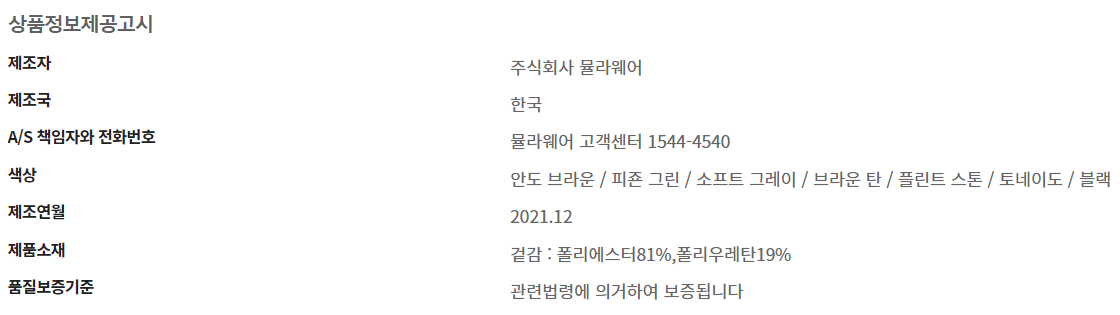 상품정보제공고시
제조자 주식회사 뮬라웨어
제조국 한국
A/S 책임자와 전화번호 뮬라웨어 고객센터 1544-4540
색상 안도 브라운 / 피죤 그린 / 소프트 그레이 / 브라운 탄 / 플린트 스톤 / 토네이도 / 블랙
제조연월 2021.12
제품소재 겉감 : 폴리에스터81%,폴리우레탄19%
품질보증기준 관련법령에 의거하여 보증됩니다